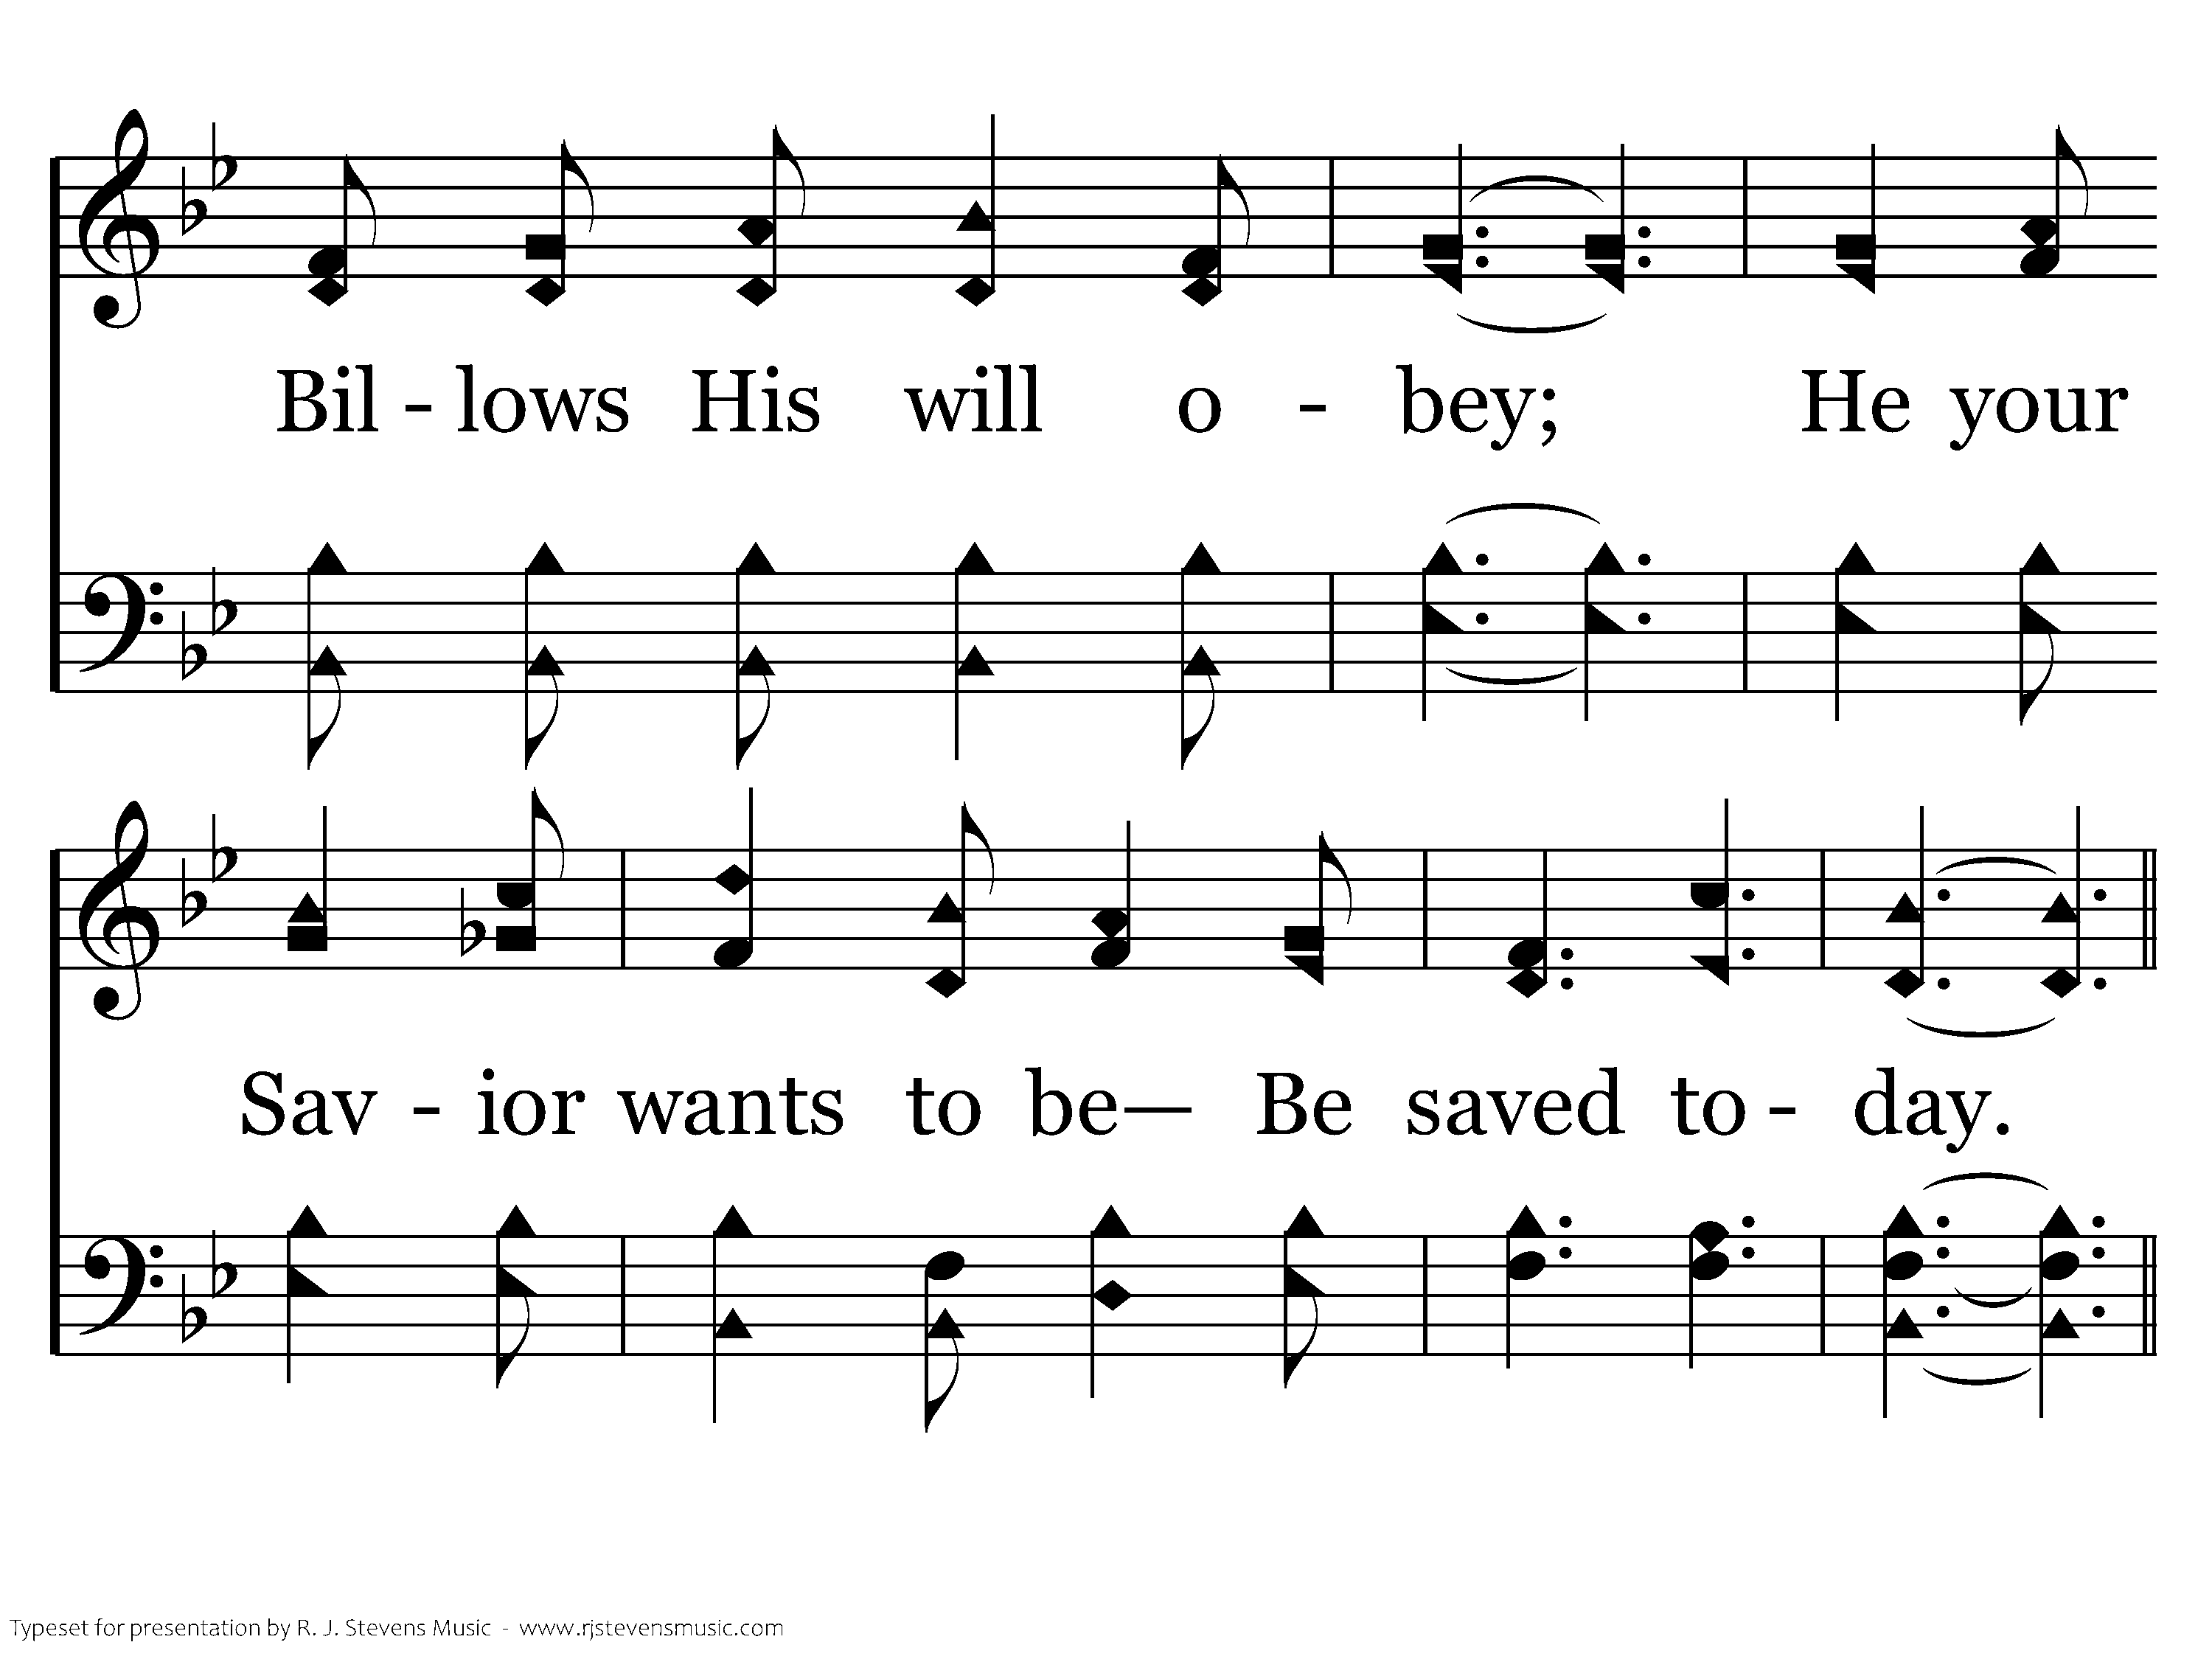 Bil - lows His will o - bey; He your
Sav - ior wants to be— Be saved to - day.
Typeset for presentation by R. J. Stevens Music - www.rjstevensmusic.com